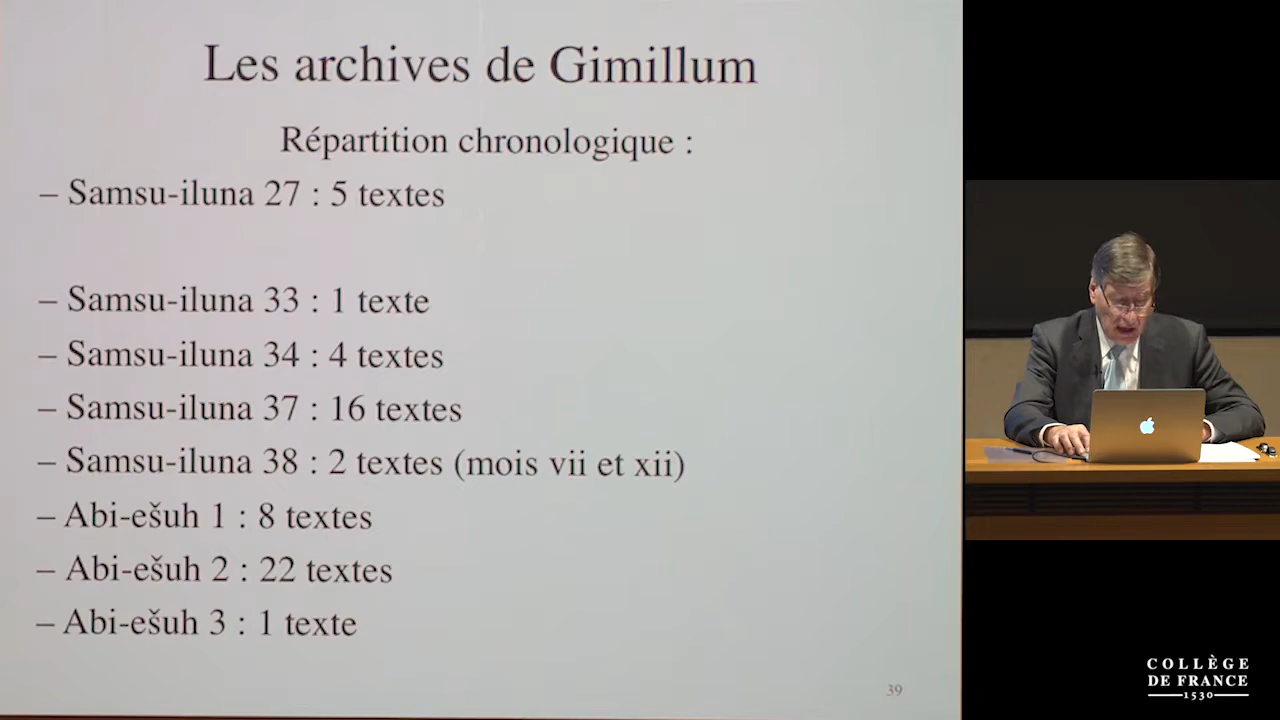 Les archives de Gimillum
Répartition chronologique :
– Samsu-iluna 27 : 5 textes
– Samsu-iluna 33 : 1 texte
– Samsu-iluna 34 : 4 textes
– Samsu-iluna 37 : 16 textes
– Samsu-iluna 38 : 2 textes (mois vii et xii)
– Abi-ešuh 1 : 8 textes
– Abi-ešuh 2 : 22 textes
– Abi-ešuh 3 : 1 texte
39
COLLÈGE
DE FRANCE
1530